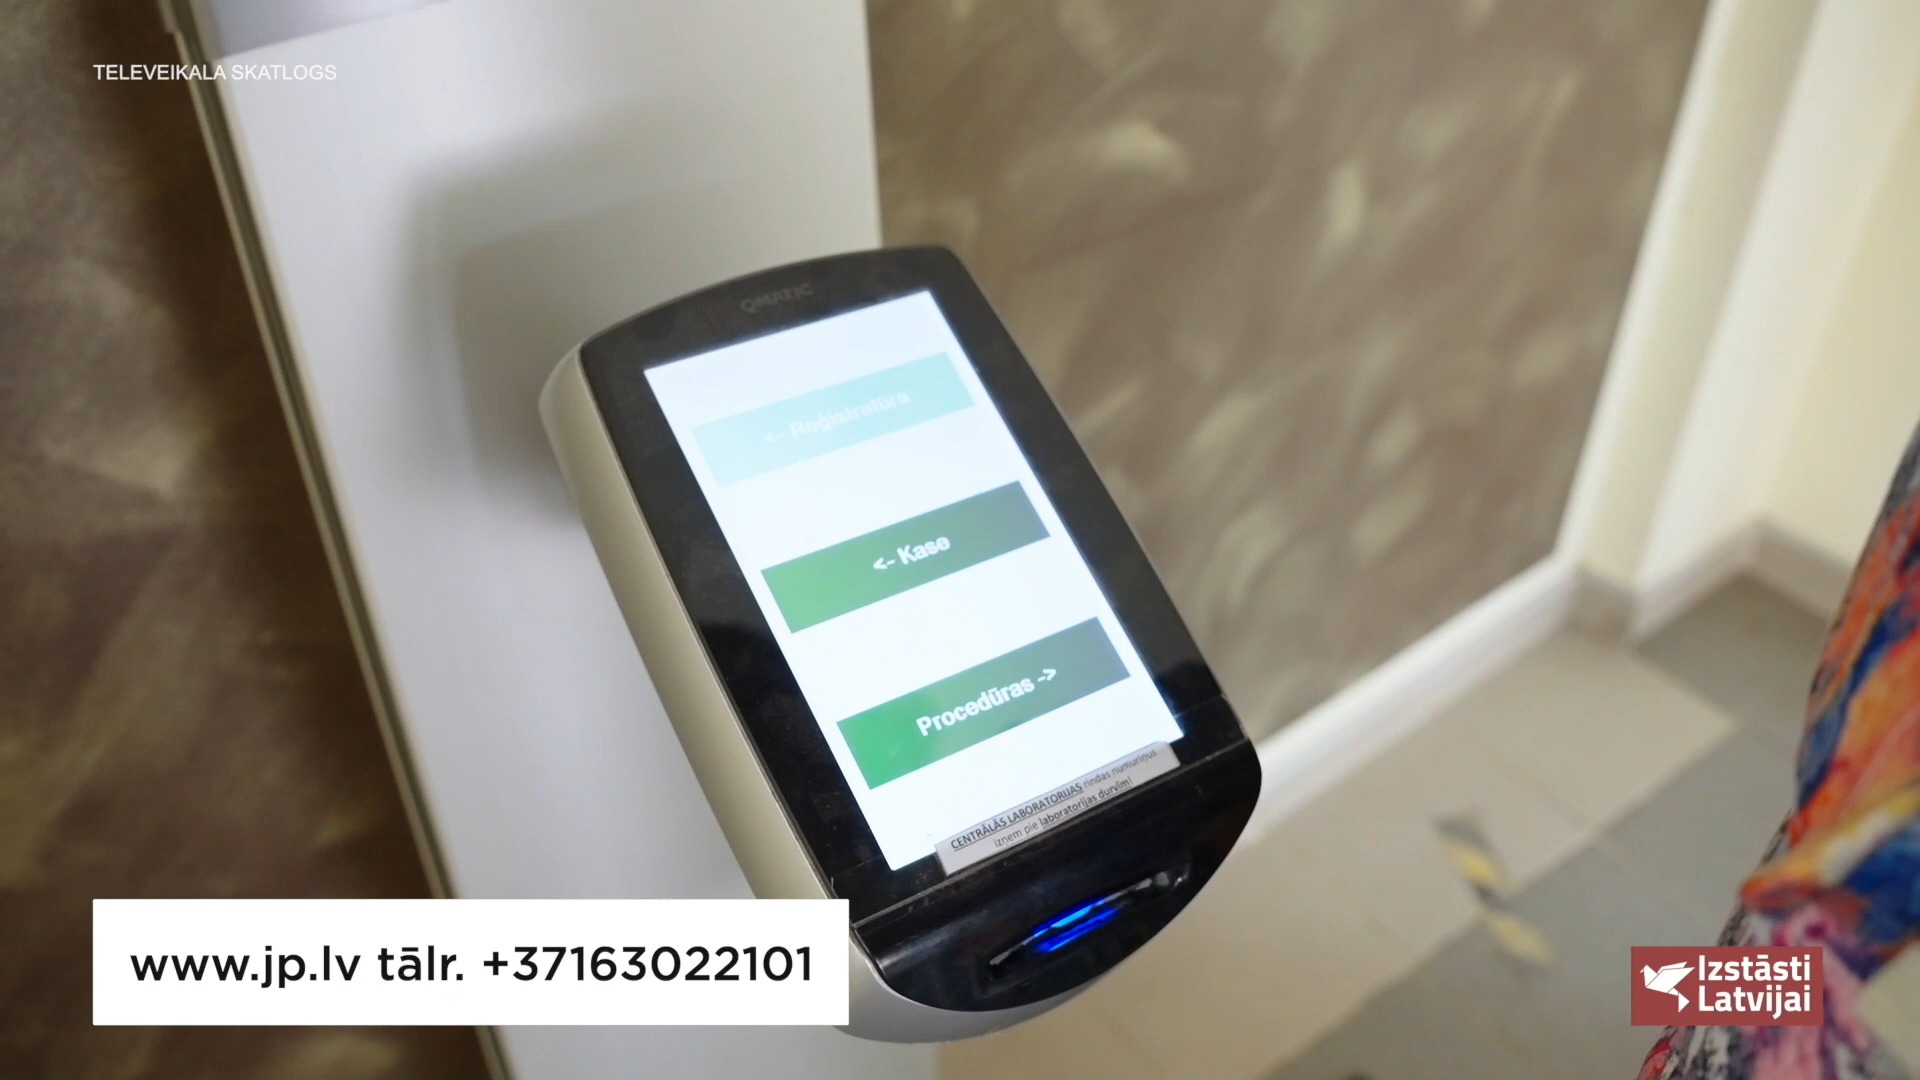 TELEVEIKALA SKATLOGS
QMATIC
<- Reģistratūra
<- Kase
Procedūras ->
CENTRĀLĀS LABORATORIJAS rindas numuriņus
izņem pie laboratorijas durvīm!
www.jp.lv tālr. +37163022101
Izstāsti
Latvijai